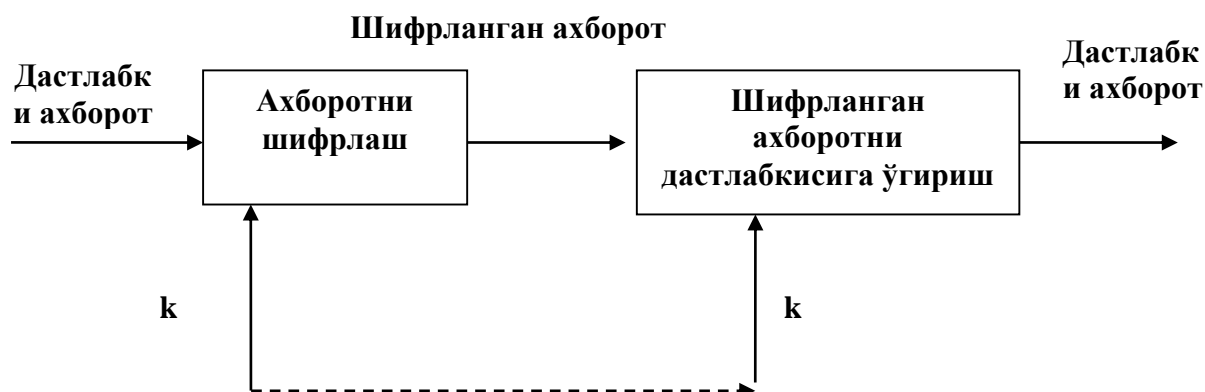 Шифрланган ахборот
Дастлабк
и ахборот
Ахборотни
шифрлаш
Шифрланган
ахборотни
дастлабкисига ўгириш
Дастлабк
и ахборот
k
k